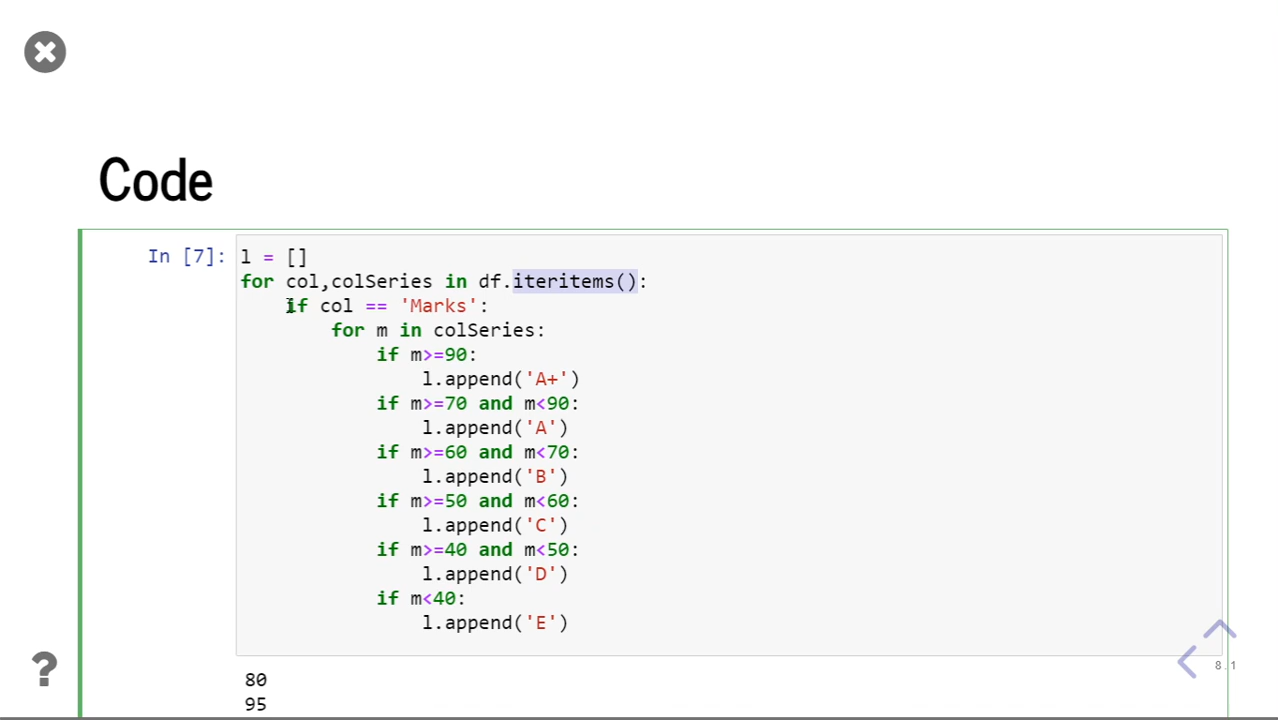 Code
In [7]:
l = []
for col,colSeries in df.iteritems():
    if col == 'Marks':
        for m in colSeries:
            if m>=90:
                l.append('A+')
            if m>=70 and m<90:
                l.append('A')
            if m>=60 and m<70:
                l.append('B')
            if m>=50 and m<60:
                l.append('C')
            if m>=40 and m<50:
                l.append('D')
            if m<40:
                l.append('E')
80
95
?
8.1